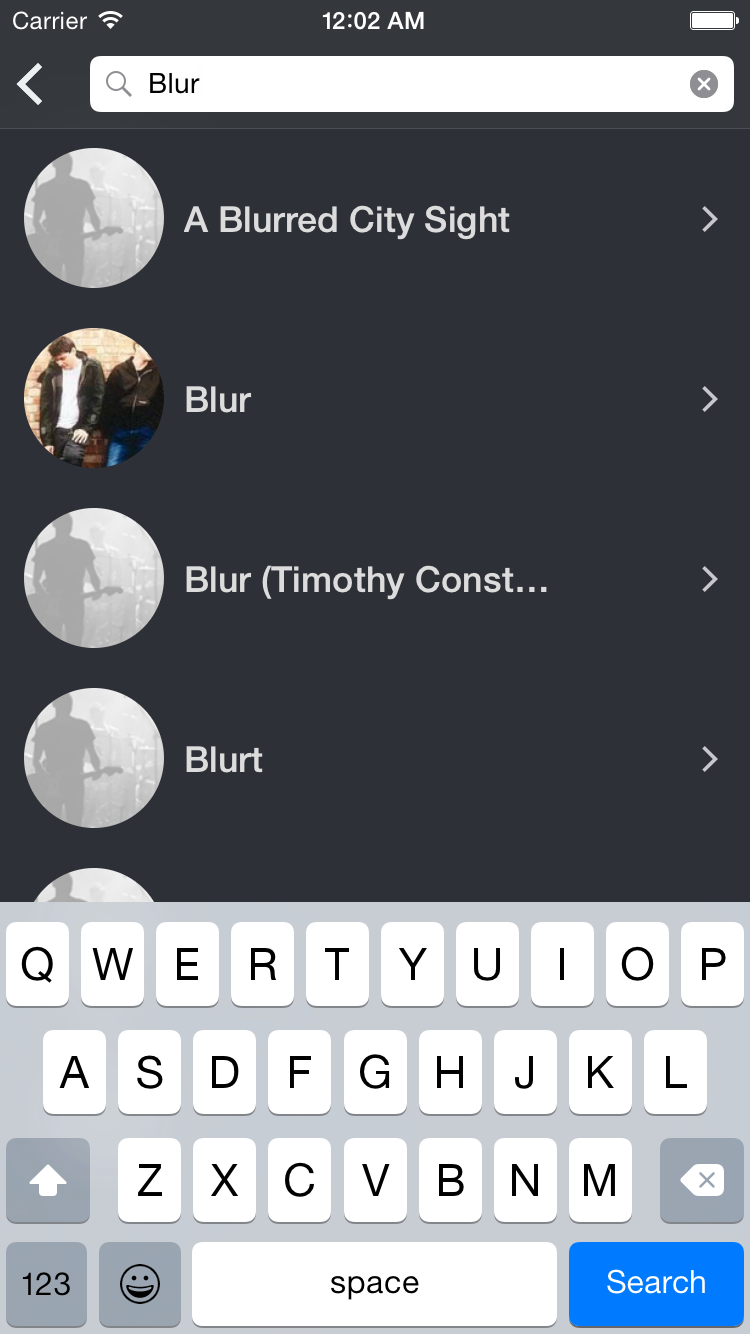 Carrier 12:02 AM
Blur
A Blurred City Sight
Blur
Blur (Timothy Const...
Blurt
Q W E R T Y U I O P
A S D F G H J K L
Z X C V B N M
123 space Search